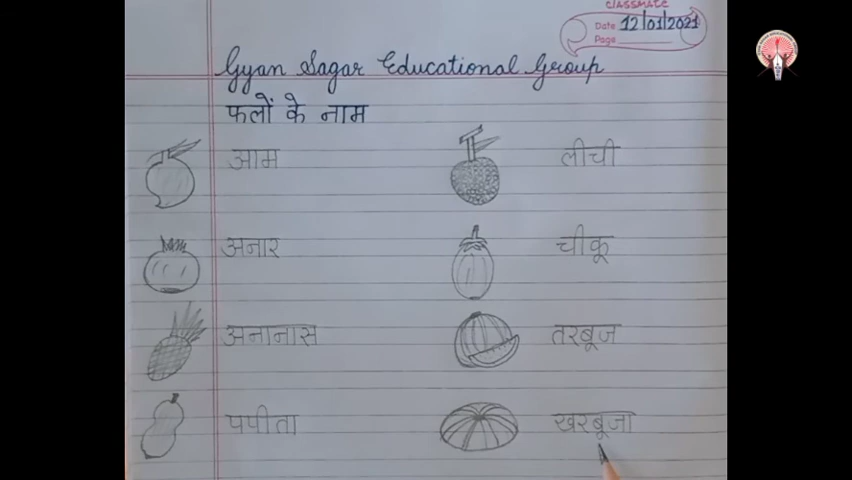 CLASSMATE
Date 12/01/2021
Page
Gyan Sagar Educational Group
फलों के नाम
आम लीची
अनार चीकू
अनानास तरबूज
पपीता खरबूजा